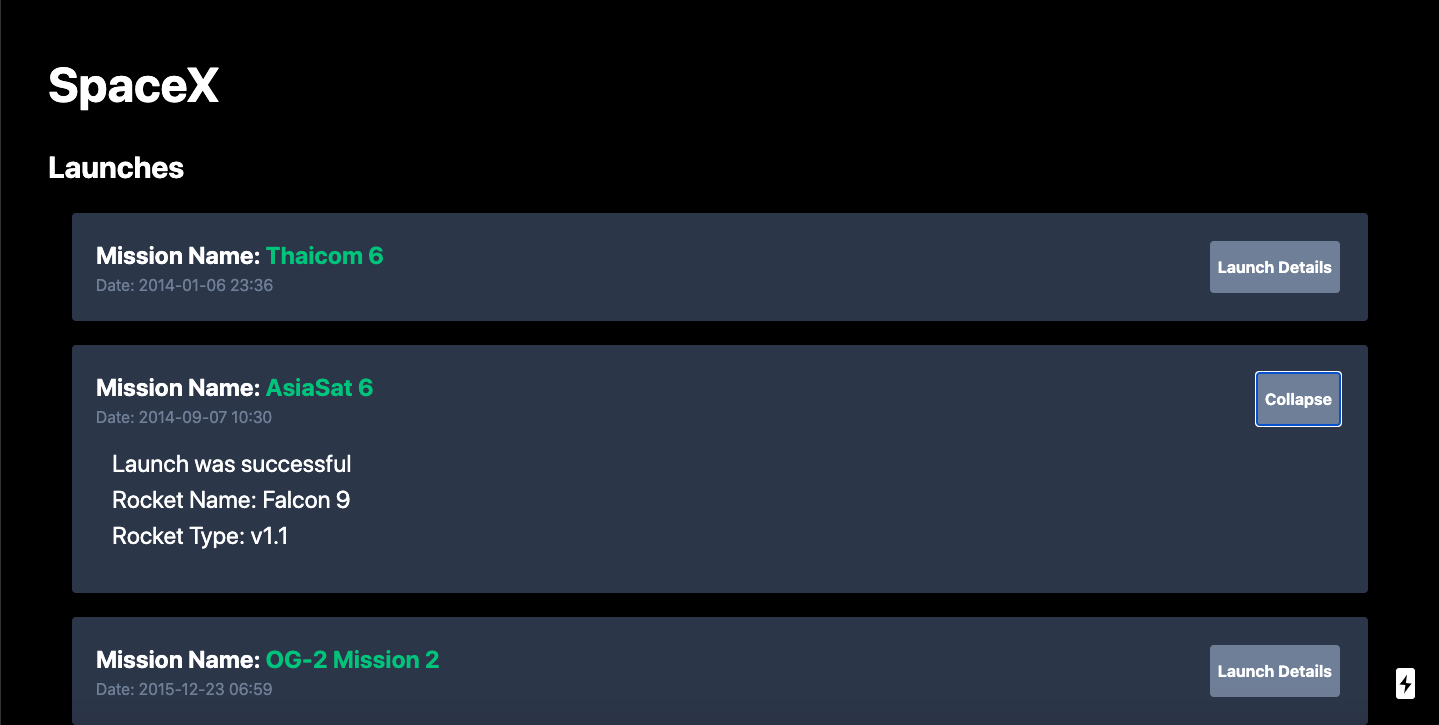 SpaceX
Launches
Mission Name: Thaicom 6
Date: 2014-01-06 23:36
Launch Details
Mission Name: AsiaSat 6
Date: 2014-09-07 10:30
Collapse
Launch was successful
Rocket Name: Falcon 9
Rocket Type: v1.1
Mission Name: OG-2 Mission 2
Date: 2015-12-23 06:59
Launch Details